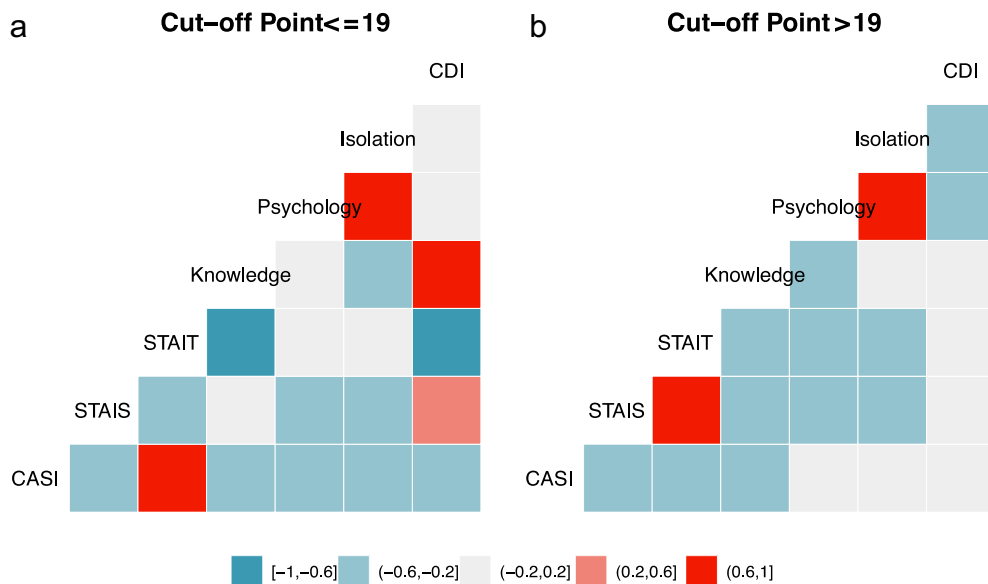 a
Cut−off Point<=19
CDI
Isolation
Psychology
Knowledge
STAIT
STAIS
CASI
b
Cut−off Point>19
CDI
Isolation
Psychology
Knowledge
STAIT
STAIS
CASI
[−1,−0.6]
(−0.6,−0.2]
(−0.2,0.2]
(0.2,0.6]
(0.6,1]